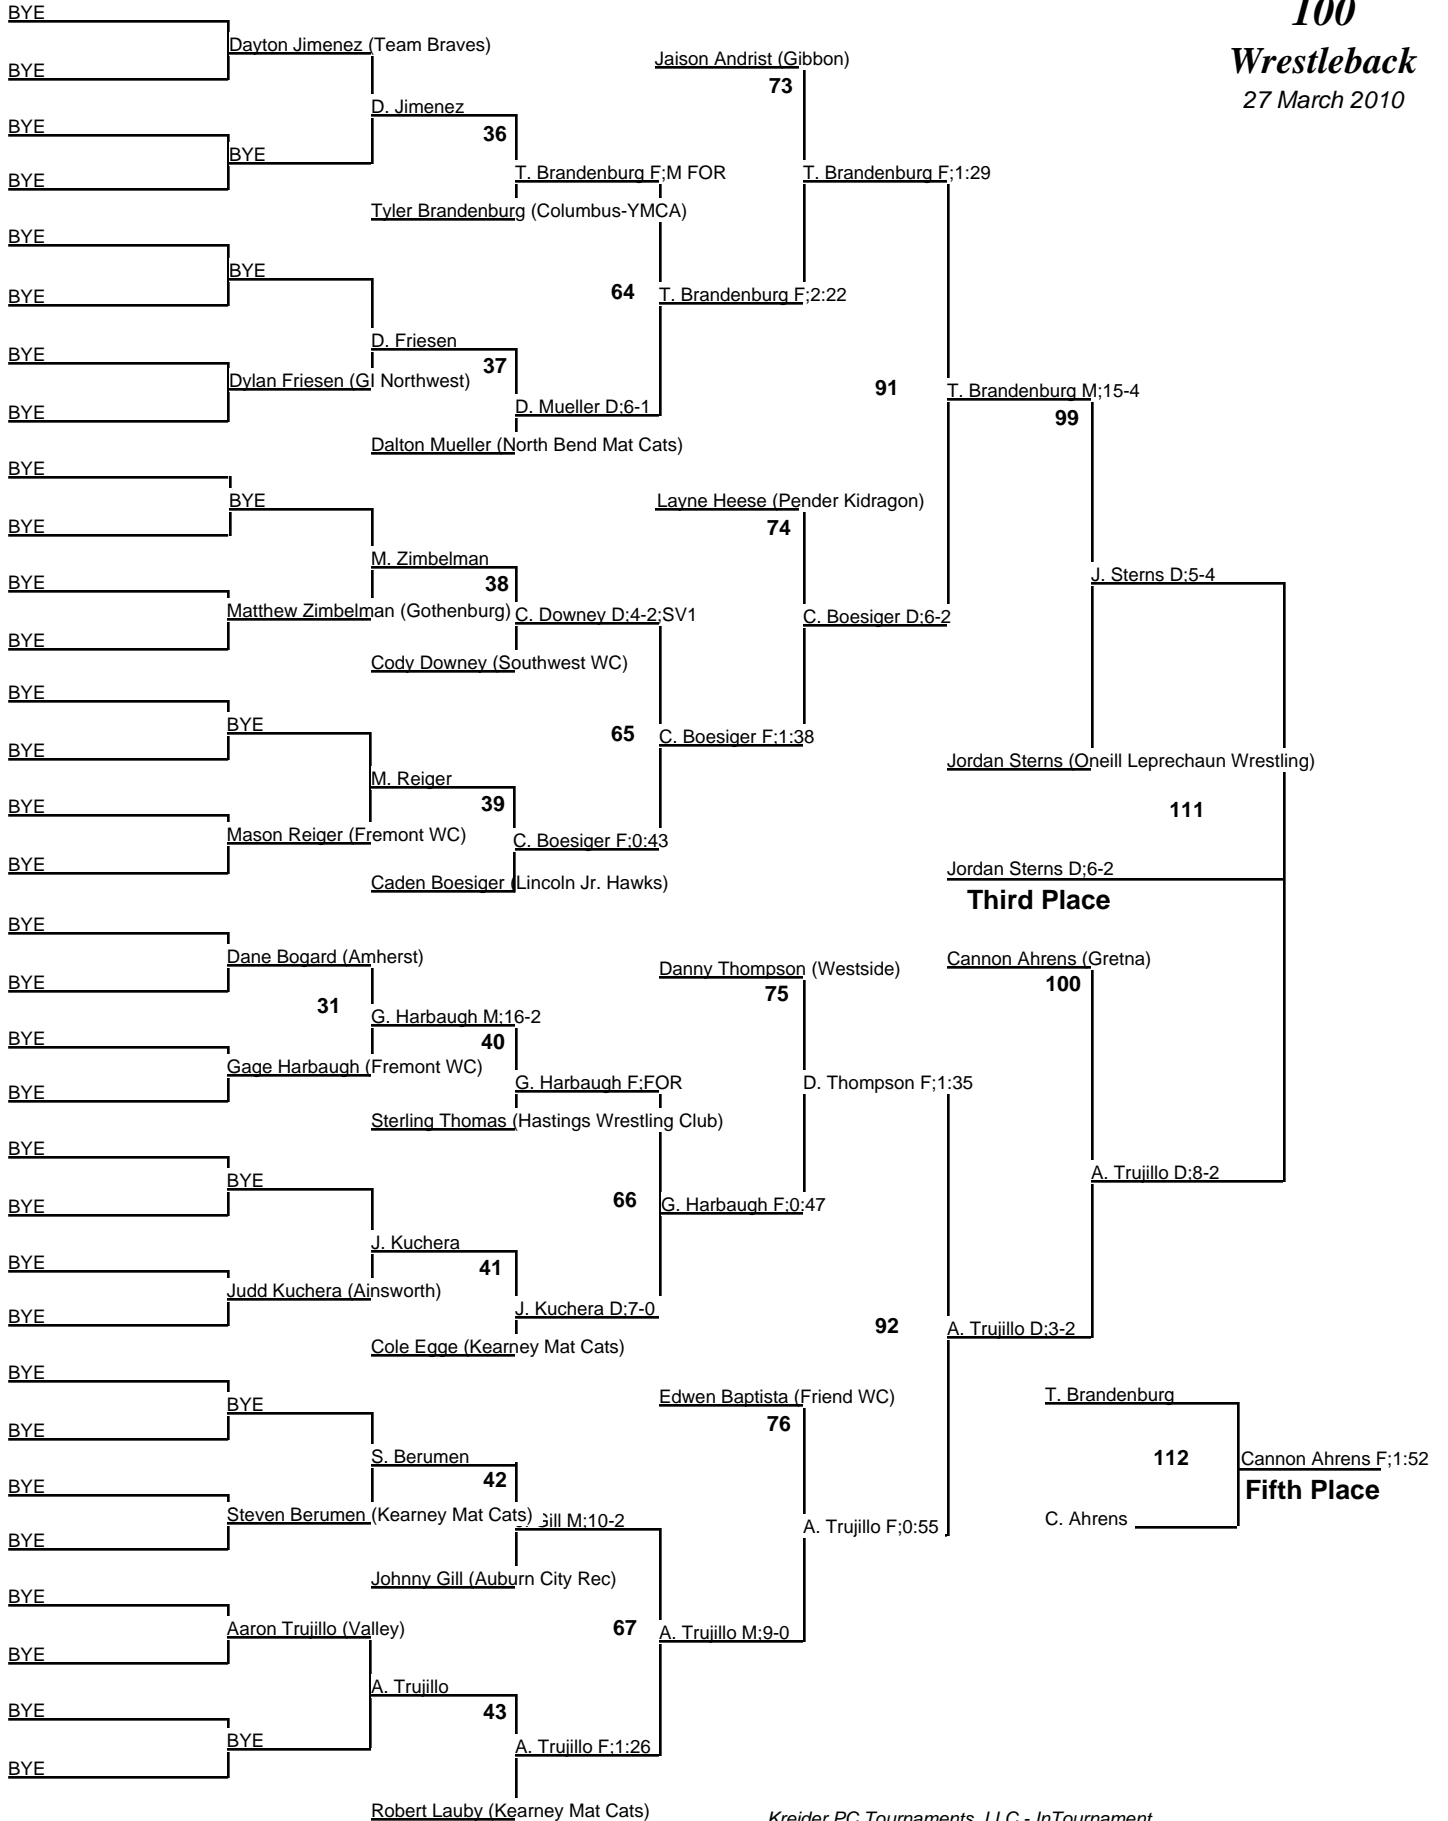 100
Wrestleback
27 March 2010
BYE
Dayton Jimenez (Team Braves)
BYE
D. Jimenez
BYE
36
BYE
BYE
T. Brandenburg F;M FOR
Tyler Brandenburg (Columbus-YMCA)
BYE
BYE
BYE
64
T. Brandenburg F;2:22
D. Friesen
BYE
37
Dylan Friesen (GI Northwest)
BYE
D. Mueller D;6-1
Dalton Mueller (North Bend Mat Cats)
Jaison Andrist (Gibbon)
73
T. Brandenburg F;1:29
91
T. Brandenburg M;15-4
99
BYE
BYE
BYE
M. Zimbelman
BYE
38
Matthew Zimbelman (Gothenburg)
C. Downey D;4-2;SV1
BYE
Cody Downey (Southwest WC)
Layne Heese (Pender Kidragon)
74
C. Boesiger D;6-2
J. Sterns D;5-4
BYE
BYE
BYE
65
C. Boesiger F;1:38
M. Reiger
BYE
39
Mason Reiger (Fremont WC)
C. Boesiger F;0:43
BYE
Caden Boesiger (Lincoln Jr. Hawks)
Jordan Sterns (Oneill Leprechaun Wrestling)
111
Jordan Sterns D;6-2
Third Place
BYE
Dane Bogard (Amherst)
BYE
31
G. Harbaugh M;16-2
BYE
40
Gage Harbaugh (Fremont WC)
BYE
G. Harbaugh F;FOR
Sterling Thomas (Hastings Wrestling Club)
Danny Thompson (Westside)
75
D. Thompson F;1:35
Cannon Ahrens (Gretna)
100
A. Trujillo D;8-2
BYE
BYE
BYE
66
G. Harbaugh F;0:47
J. Kuchera
BYE
41
Judd Kuchera (Ainsworth)
BYE
J. Kuchera D;7-0
Cole Egge (Kearney Mat Cats)
92
A. Trujillo D;3-2
BYE
BYE
BYE
S. Berumen
BYE
42
Steven Berumen (Kearney Mat Cats)
Gill M;10-2
BYE
Johnny Gill (Auburn City Rec)
Edwen Baptista (Friend WC)
76
A. Trujillo F;0:55
T. Brandenburg
112
Cannon Ahrens F;1:52
Fifth Place
C. Ahrens
BYE
Aaron Trujillo (Valley)
BYE
67
A. Trujillo M;9-0
A. Trujillo
BYE
43
BYE
A. Trujillo F;1:26
BYE
Robert Lauby (Kearney Mat Cats)
Kreider PC Tournaments, LLC - InTournament